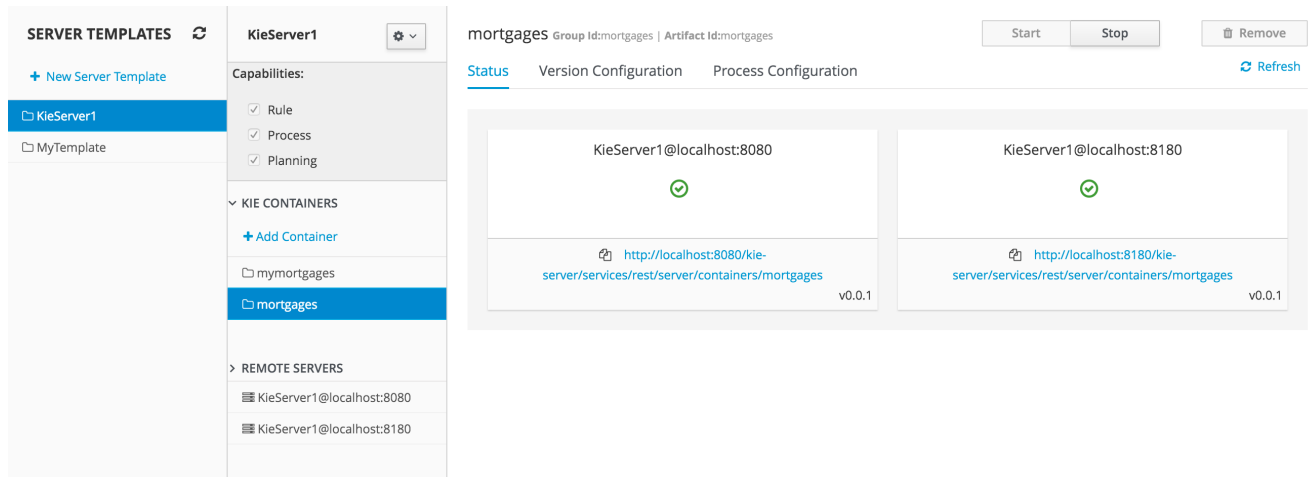 SERVER TEMPLATES
+ New Server Template
KieServer1
MyTemplate
KieServer1
Capabilities:
Rule
Process
Planning
KIE CONTAINERS
+ Add Container
mymortgages
mortgages
REMOTE SERVERS
KieServer1@localhost:8080
KieServer1@localhost:8180
mortgages Group Id:mortgages | Artifact Id:mortgages
Start Stop Remove
Status Version Configuration Process Configuration
Refresh
KieServer1@localhost:8080
http://localhost:8080/kie-
server/services/rest/server/containers/mortgages
v0.0.1
KieServer1@localhost:8180
http://localhost:8180/kie-
server/services/rest/server/containers/mortgages
v0.0.1